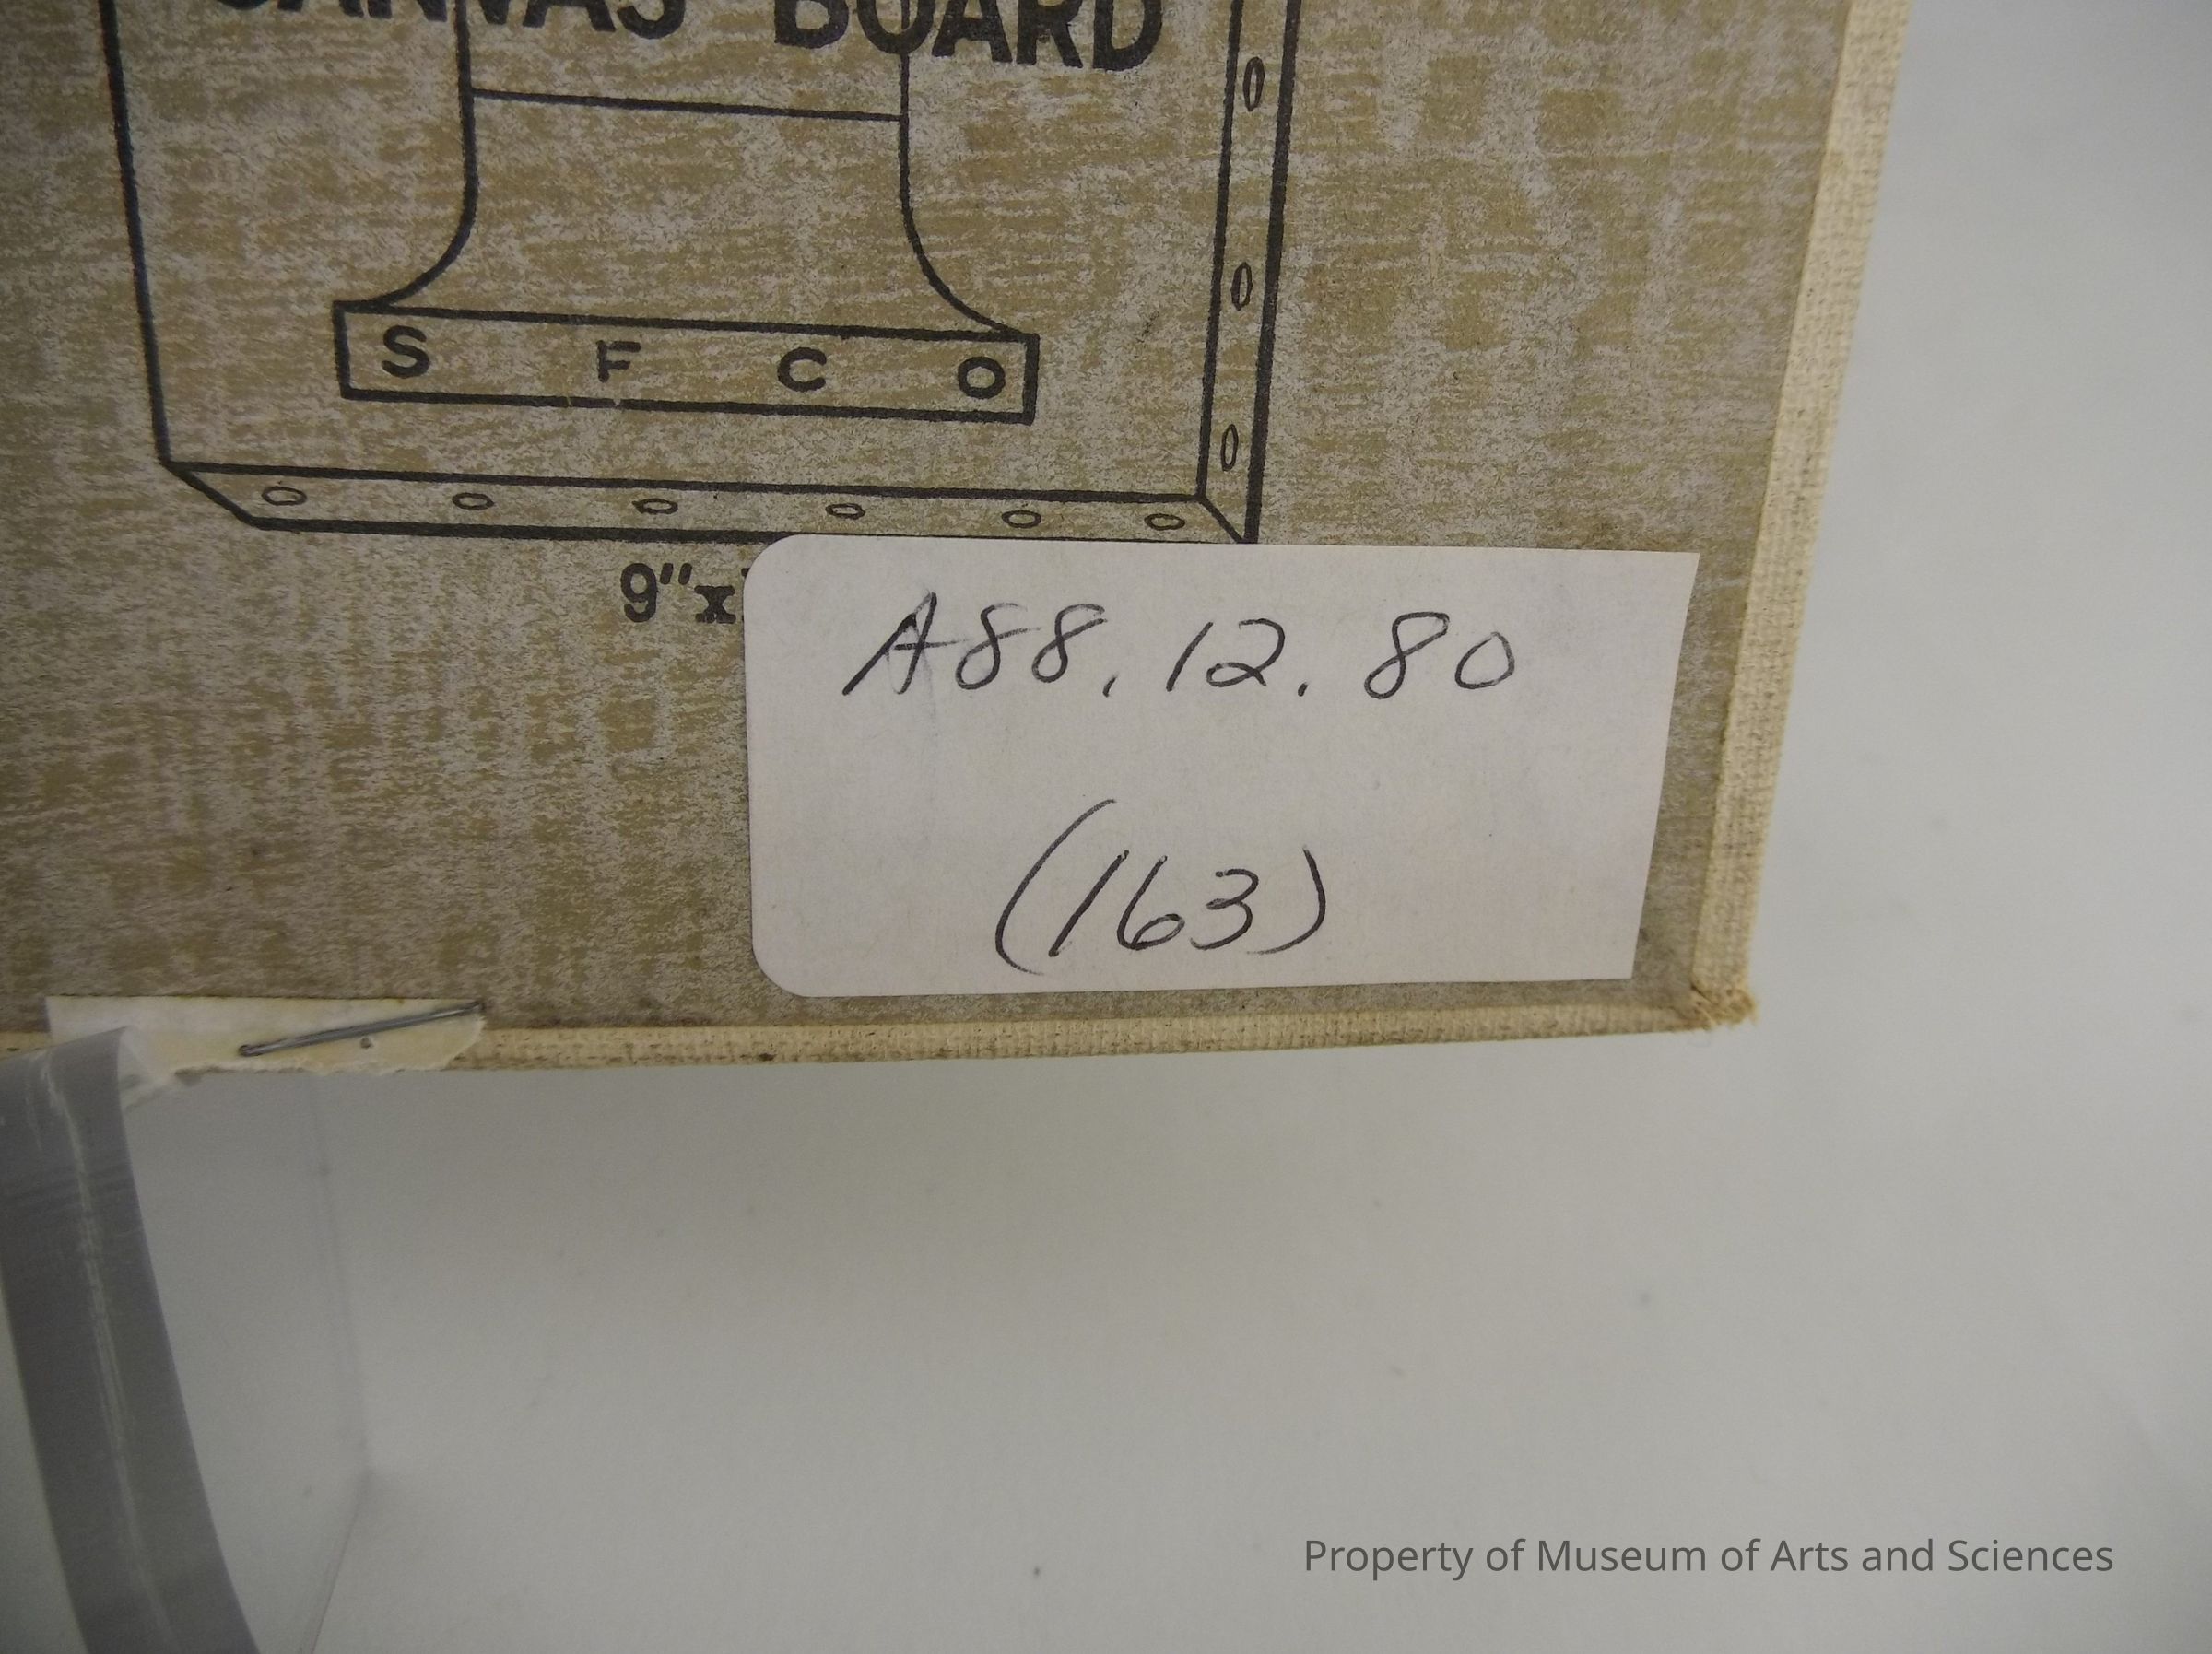 CANVAS BOARD
S F C O
9"x
A88.12.80
(163)
Property of Museum of Arts and Sciences